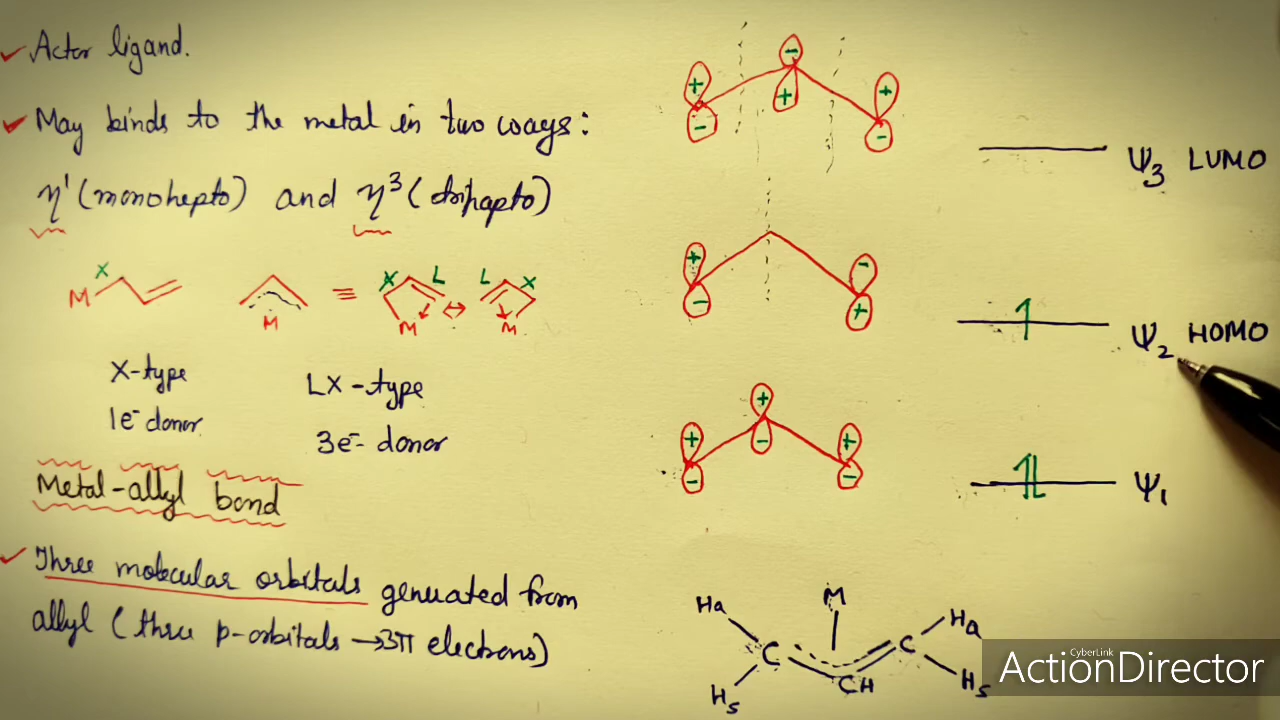 Actor ligand.
May binds to the metal in two ways:
η¹ (monohepto) and η³ (trihapto)
X
M
M
≡
X L
M
↔
L X
M
X-type
1e⁻ donor
LX-type
3e⁻ donor
Metal-allyl bond
Three molecular orbitals genuated from
allyl (three p-orbitals → 3π electrons)
+ - +
- + -
ψ₃ LUMO
+ -
- +
ψ₂ HOMO
+ + +
- - -
ψ₁
Ha M Ha
C CH C
Hs Hs
CyberLink
ActionDirector